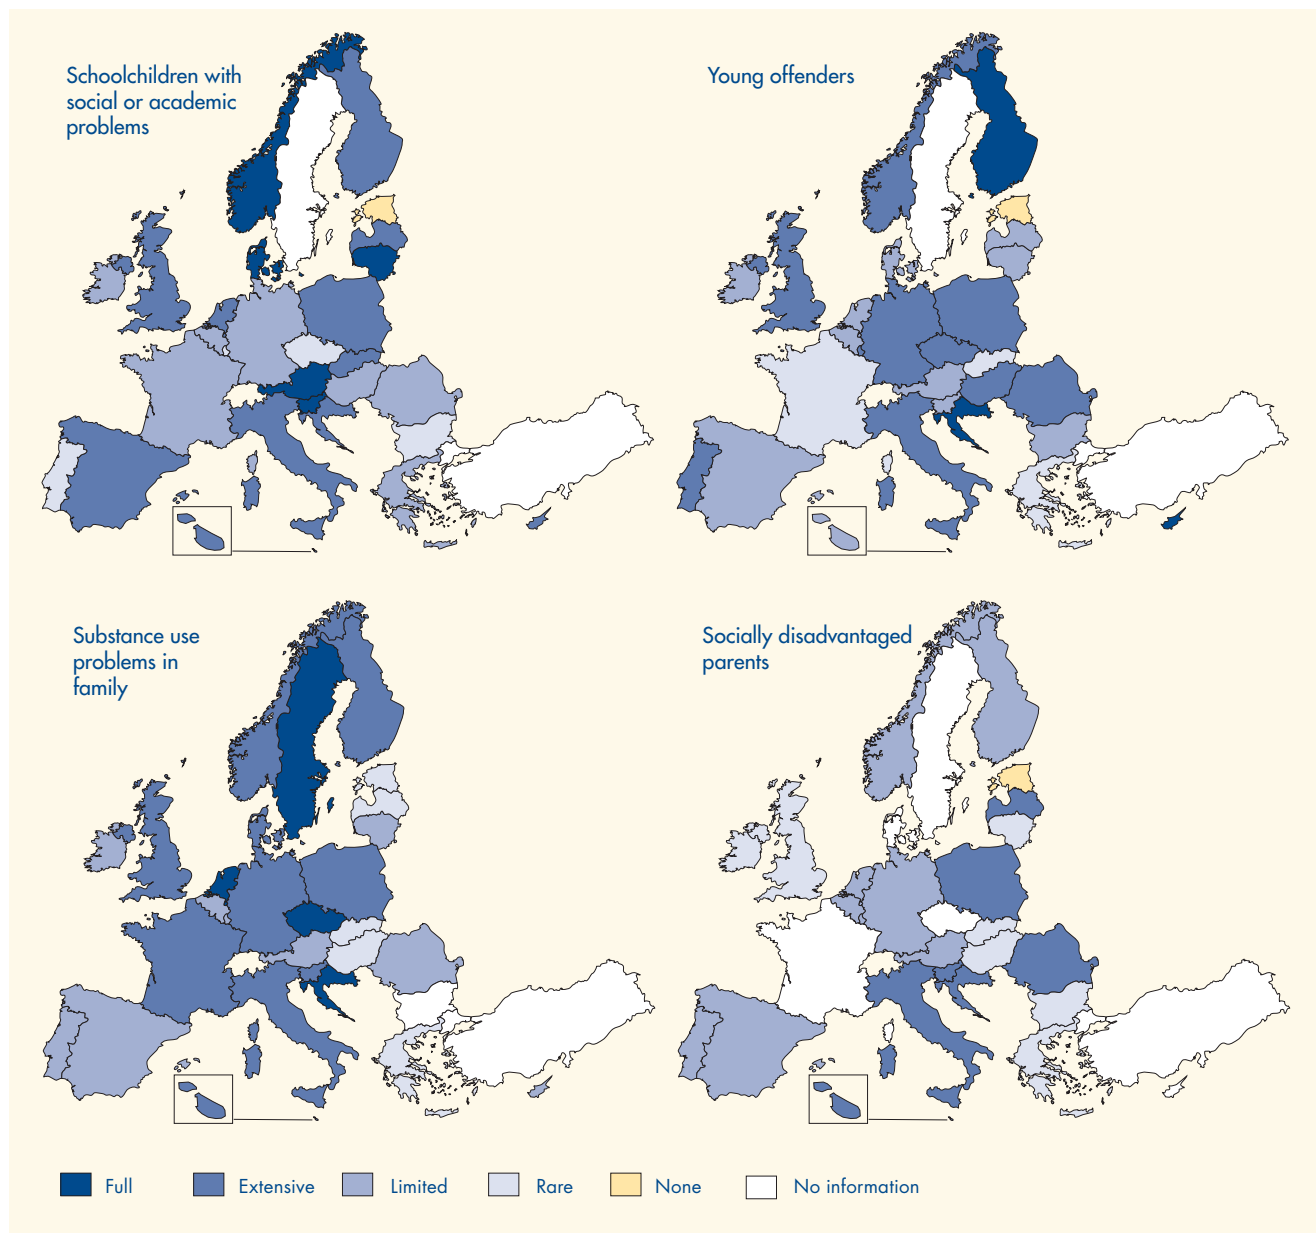 Schoolchildren with
social or academic
problems
Young offenders
Substance use
problems in
family
Socially disadvantaged
parents
Full
Extensive
Limited
Rare
None
No information